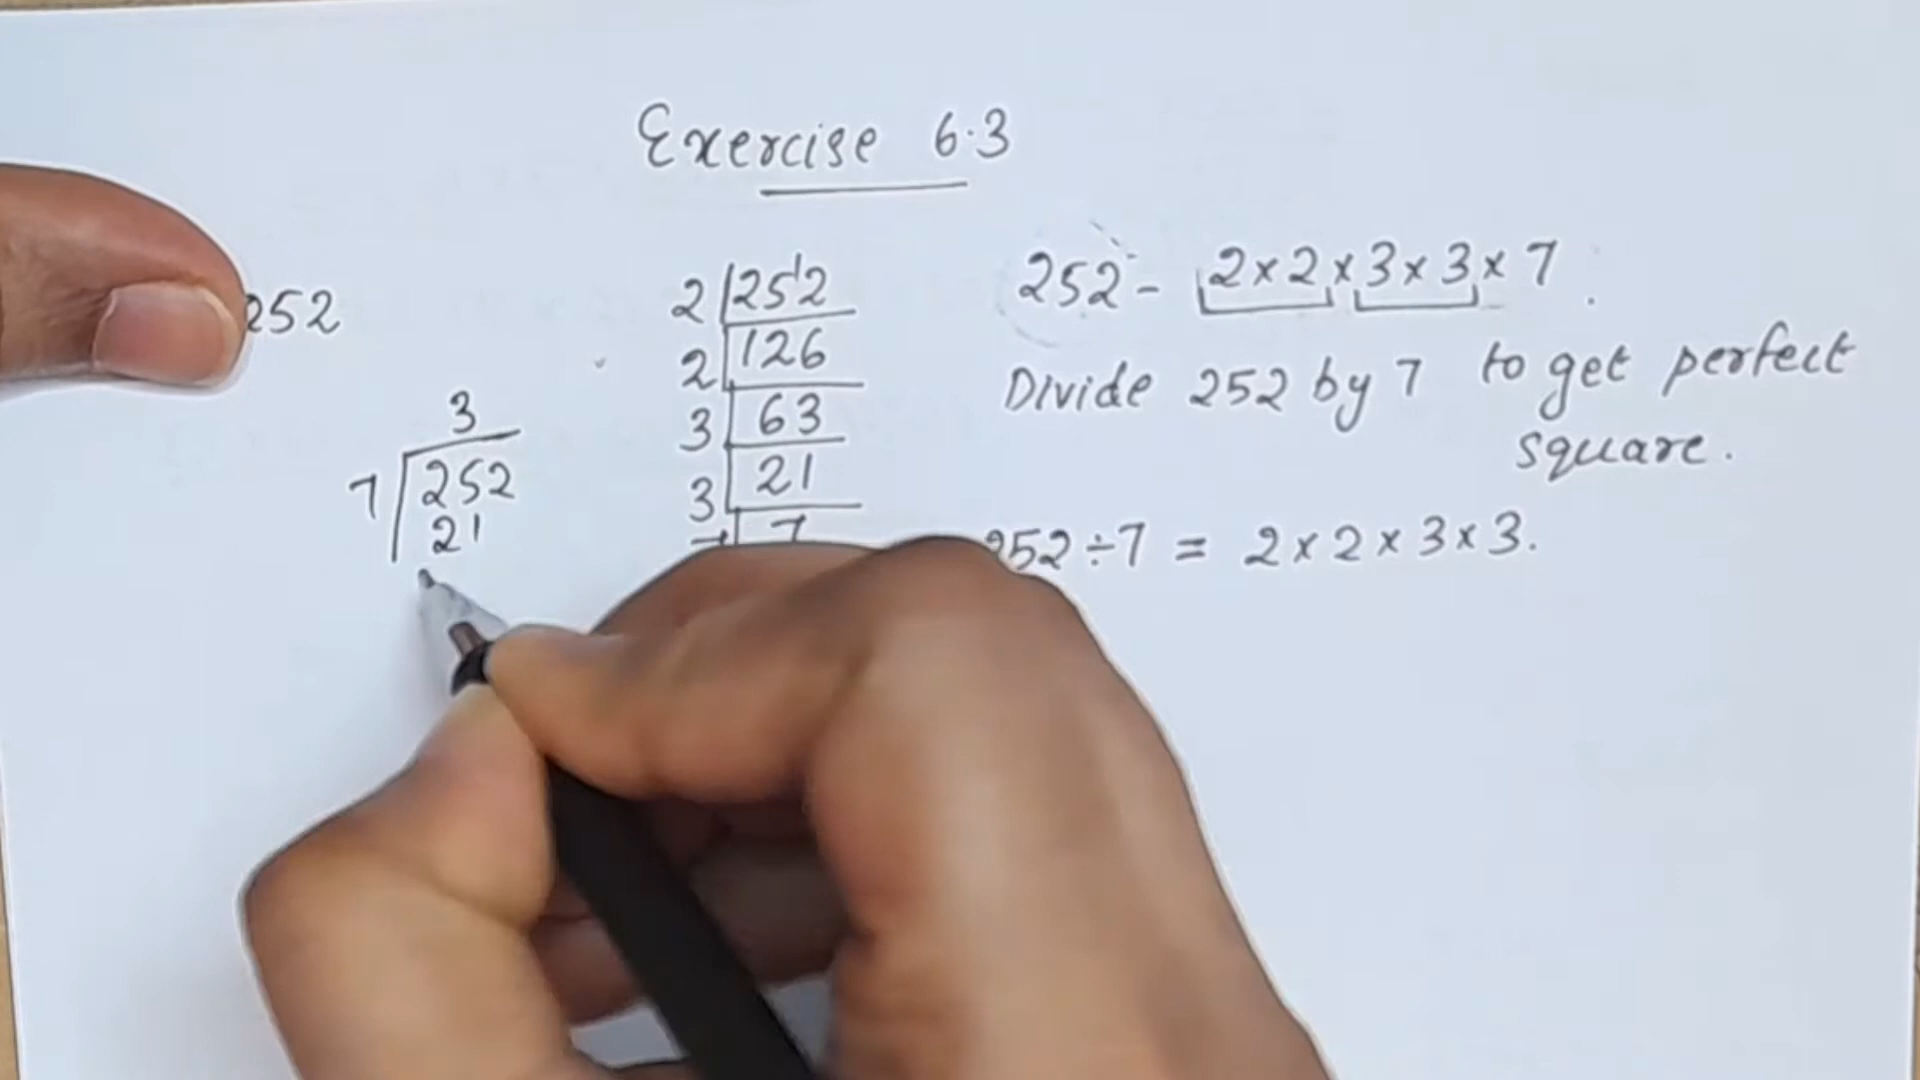 Exercise 6.3
252
3
7 252
21
2 252
2 126
3 63
3 21
7
252 - 2×2×3×3×7
Divide 252 by 7 to get perfect
square.
252÷7 = 2×2×3×3.